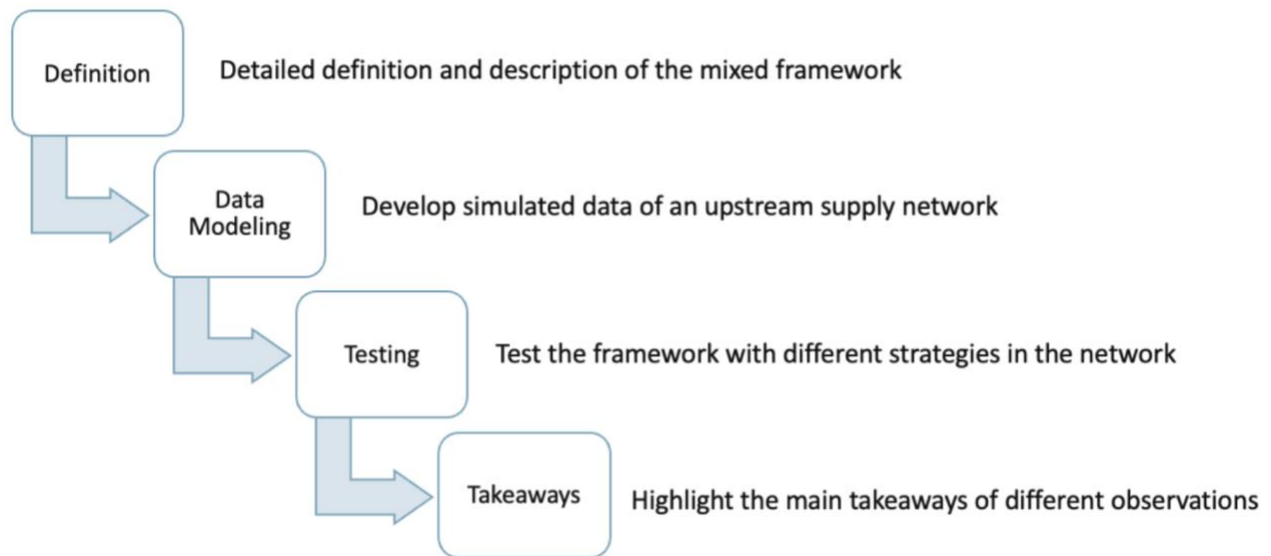 Definition
Detailed definition and description of the mixed framework
Data
Modeling
Develop simulated data of an upstream supply network
Testing
Test the framework with different strategies in the network
Takeaways
Highlight the main takeaways of different observations